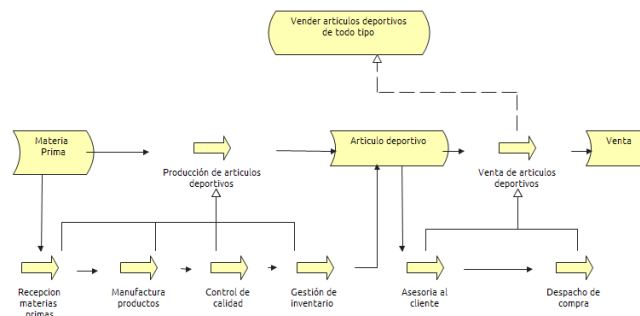 Vender articulos deportivos
de todo tipo
Materia
Prima
Producción de articulos
deportivos
Articulo deportivo
Venta de articulos
deportivos
Venta
Recepcion
materias
primas
Manufactura
productos
Control de
calidad
Gestión de
inventario
Asesoria al
cliente
Despacho de
compra